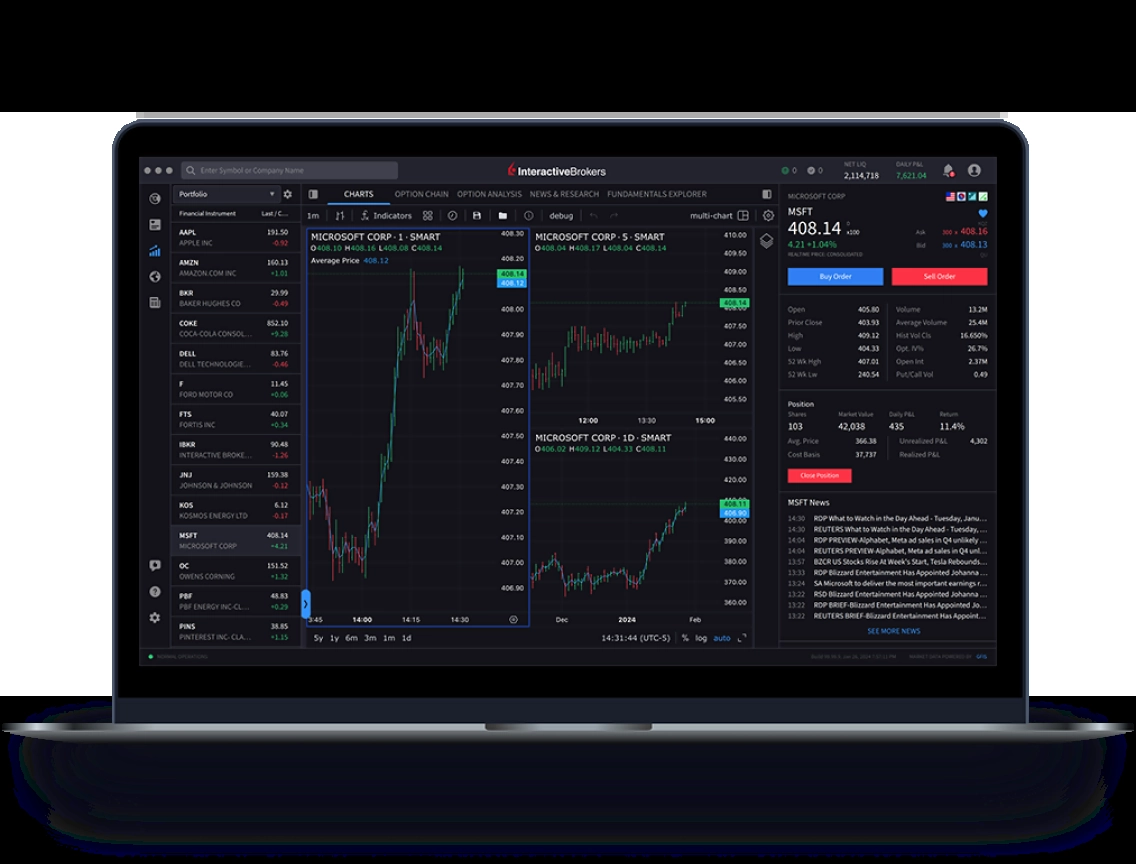 Enter Symbol or Company Name
InteractiveBrokers
0
0
NET LIQ
2,114,718
DAILY P&L
7,621.04
Portfolio
Financial Instrument Last / C...
AAPL 191.50
APPLE INC -0.92
AMZN 160.13
AMAZON.COM INC +1.01
BKR 29.99
BAKER HUGHES CO -0.49
COKE 852.10
COCA-COLA CONSOL... +9.28
DELL 83.76
DELL TECHNOLOGIE... -0.46
F 11.45
FORD MOTOR CO +0.06
FTS 40.07
FORTIS INC +0.34
IBKR 90.48
INTERACTIVE BROKE... -1.26
JNJ 159.38
JOHNSON & JOHNSON -0.12
KOS 6.12
KOSMOS ENERGY LTD -0.17
MSFT 408.14
MICROSOFT CORP +4.21
OC 151.52
OWENS CORNING +1.32
PBF 48.83
PBF ENERGY INC-CL... +0.29
PINS 38.85
PINTEREST INC- CLA... +1.15
CHARTS OPTION CHAIN OPTION ANALYSIS NEWS & RESEARCH FUNDAMENTALS EXPLORER
1m Indicators debug multi-chart
MICROSOFT CORP · 1 · SMART
O408.10 H408.16 L408.08 C408.14
Average Price 408.12
408.30
408.20
408.14
408.12
408.00
407.90
407.80
407.70
407.60
407.50
407.40
407.30
407.20
407.10
407.00
406.90
3:45 14:00 14:15 14:30
MICROSOFT CORP · 5 · SMART
O408.04 H408.17 L408.04 C408.14
410.00
409.50
409.00
408.50
408.14
408.00
407.50
407.00
406.50
406.00
405.50
12:00 13:30 15:00
MICROSOFT CORP · 1D · SMART
O406.02 H409.12 L404.33 C408.11
440.00
430.00
420.00
410.00
408.11
406.90
400.00
390.00
380.00
370.00
360.00
Dec 2024 Feb
5y 1y 6m 3m 1m 1d
14:31:44 (UTC-5) % log auto
MICROSOFT CORP
MSFT
408.14 x100
4.21 +1.04%
REALTIME PRICE: CONSOLIDATED
Ask 300 x 408.16
Bid 300 x 408.13
Buy Order Sell Order
Open 405.80 Volume 13.2M
Prior Close 403.93 Average Volume 25.4M
High 409.12 Hist Vol Cls 16.650%
Low 404.33 Opt. IV% 26.7%
52 Wk Hgh 407.01 Open Int 2.37M
52 Wk Lw 240.54 Put/Call Vol 0.49
Position
Shares Market Value Daily P&L Return
103 42,038 435 11.4%
Avg. Price 366.38 Unrealized P&L 4,302
Cost Basis 37,737 Realized P&L
Close Position
MSFT News
14:30 RDP What to Watch in the Day Ahead - Tuesday, Janu...
14:30 REUTERS What to Watch in the Day Ahead - Tuesday, ...
14:04 RDP PREVIEW-Alphabet, Meta ad sales in Q4 unlikely ...
14:04 REUTERS PREVIEW-Alphabet, Meta ad sales in Q4 unl...
13:57 BZCR US Stocks Rise At Week's Start, Tesla Rebounds...
13:33 RDP Blizzard Entertainment Has Appointed Johanna ...
13:24 SA Microsoft to deliver the most important earnings r...
13:22 RSD Blizzard Entertainment Has Appointed Johanna ...
13:22 RDP BRIEF-Blizzard Entertainment Has Appointed Jo...
13:22 REUTERS BRIEF-Blizzard Entertainment Has Appoint...
SEE MORE NEWS
NORMAL OPERATIONS
MARKET DATA POWERED BY GFIS